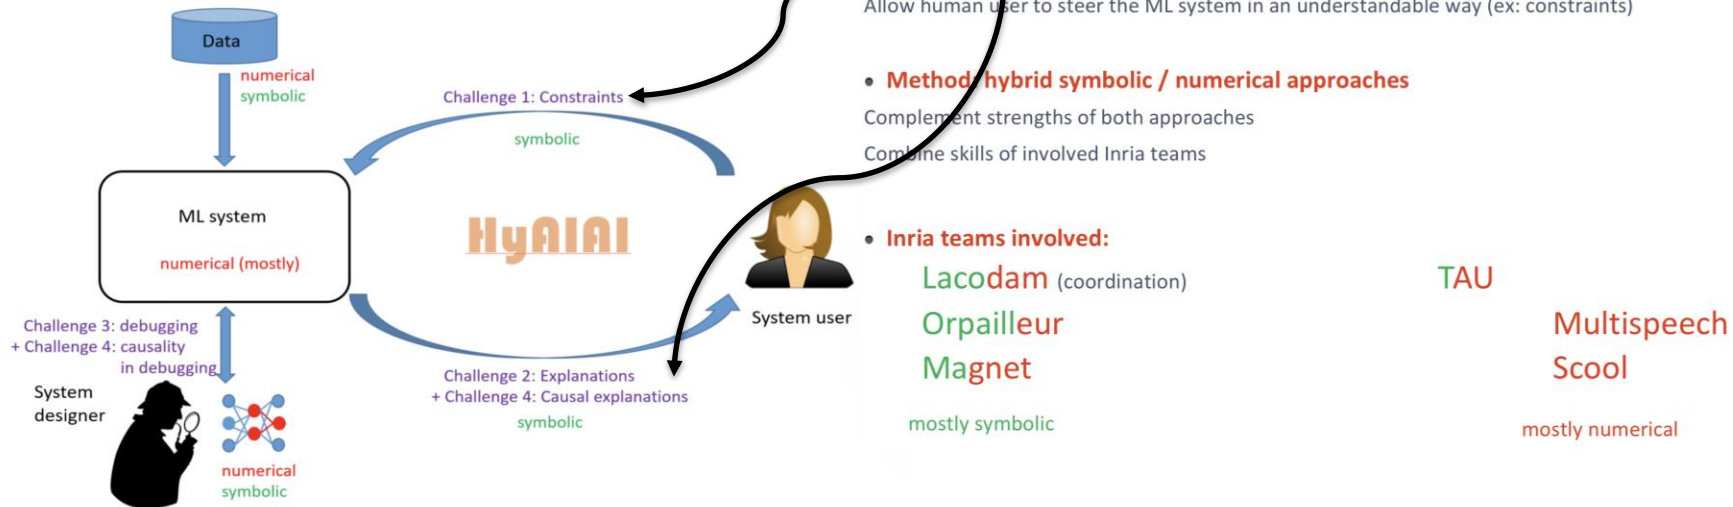 Data
numerical
symbolic
Challenge 1: Constraints
symbolic
ML system
numerical (mostly)
HyAIAI
System user
Challenge 3: debugging
+ Challenge 4: causality
in debugging
System
designer
numerical
symbolic
Challenge 2: Explanations
+ Challenge 4: Causal explanations
symbolic
Allow human user to steer the ML system in an understandable way (ex: constraints)
• Method: hybrid symbolic / numerical approaches
Complement strengths of both approaches
Combine skills of involved Inria teams
• Inria teams involved:
Lacodam (coordination) TAU
Orpailleur Multispeech
Magnet Scool
mostly symbolic mostly numerical